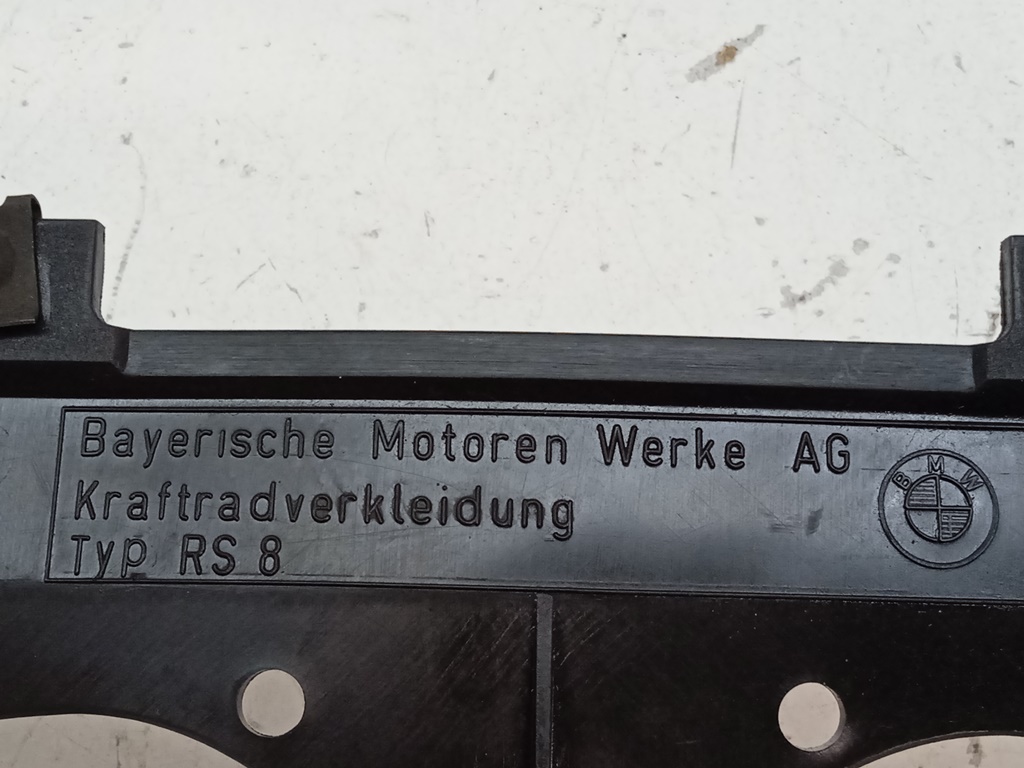 Bayerische Motoren Werke AG
Kraftradverkleidung
Typ RS 8
BMW